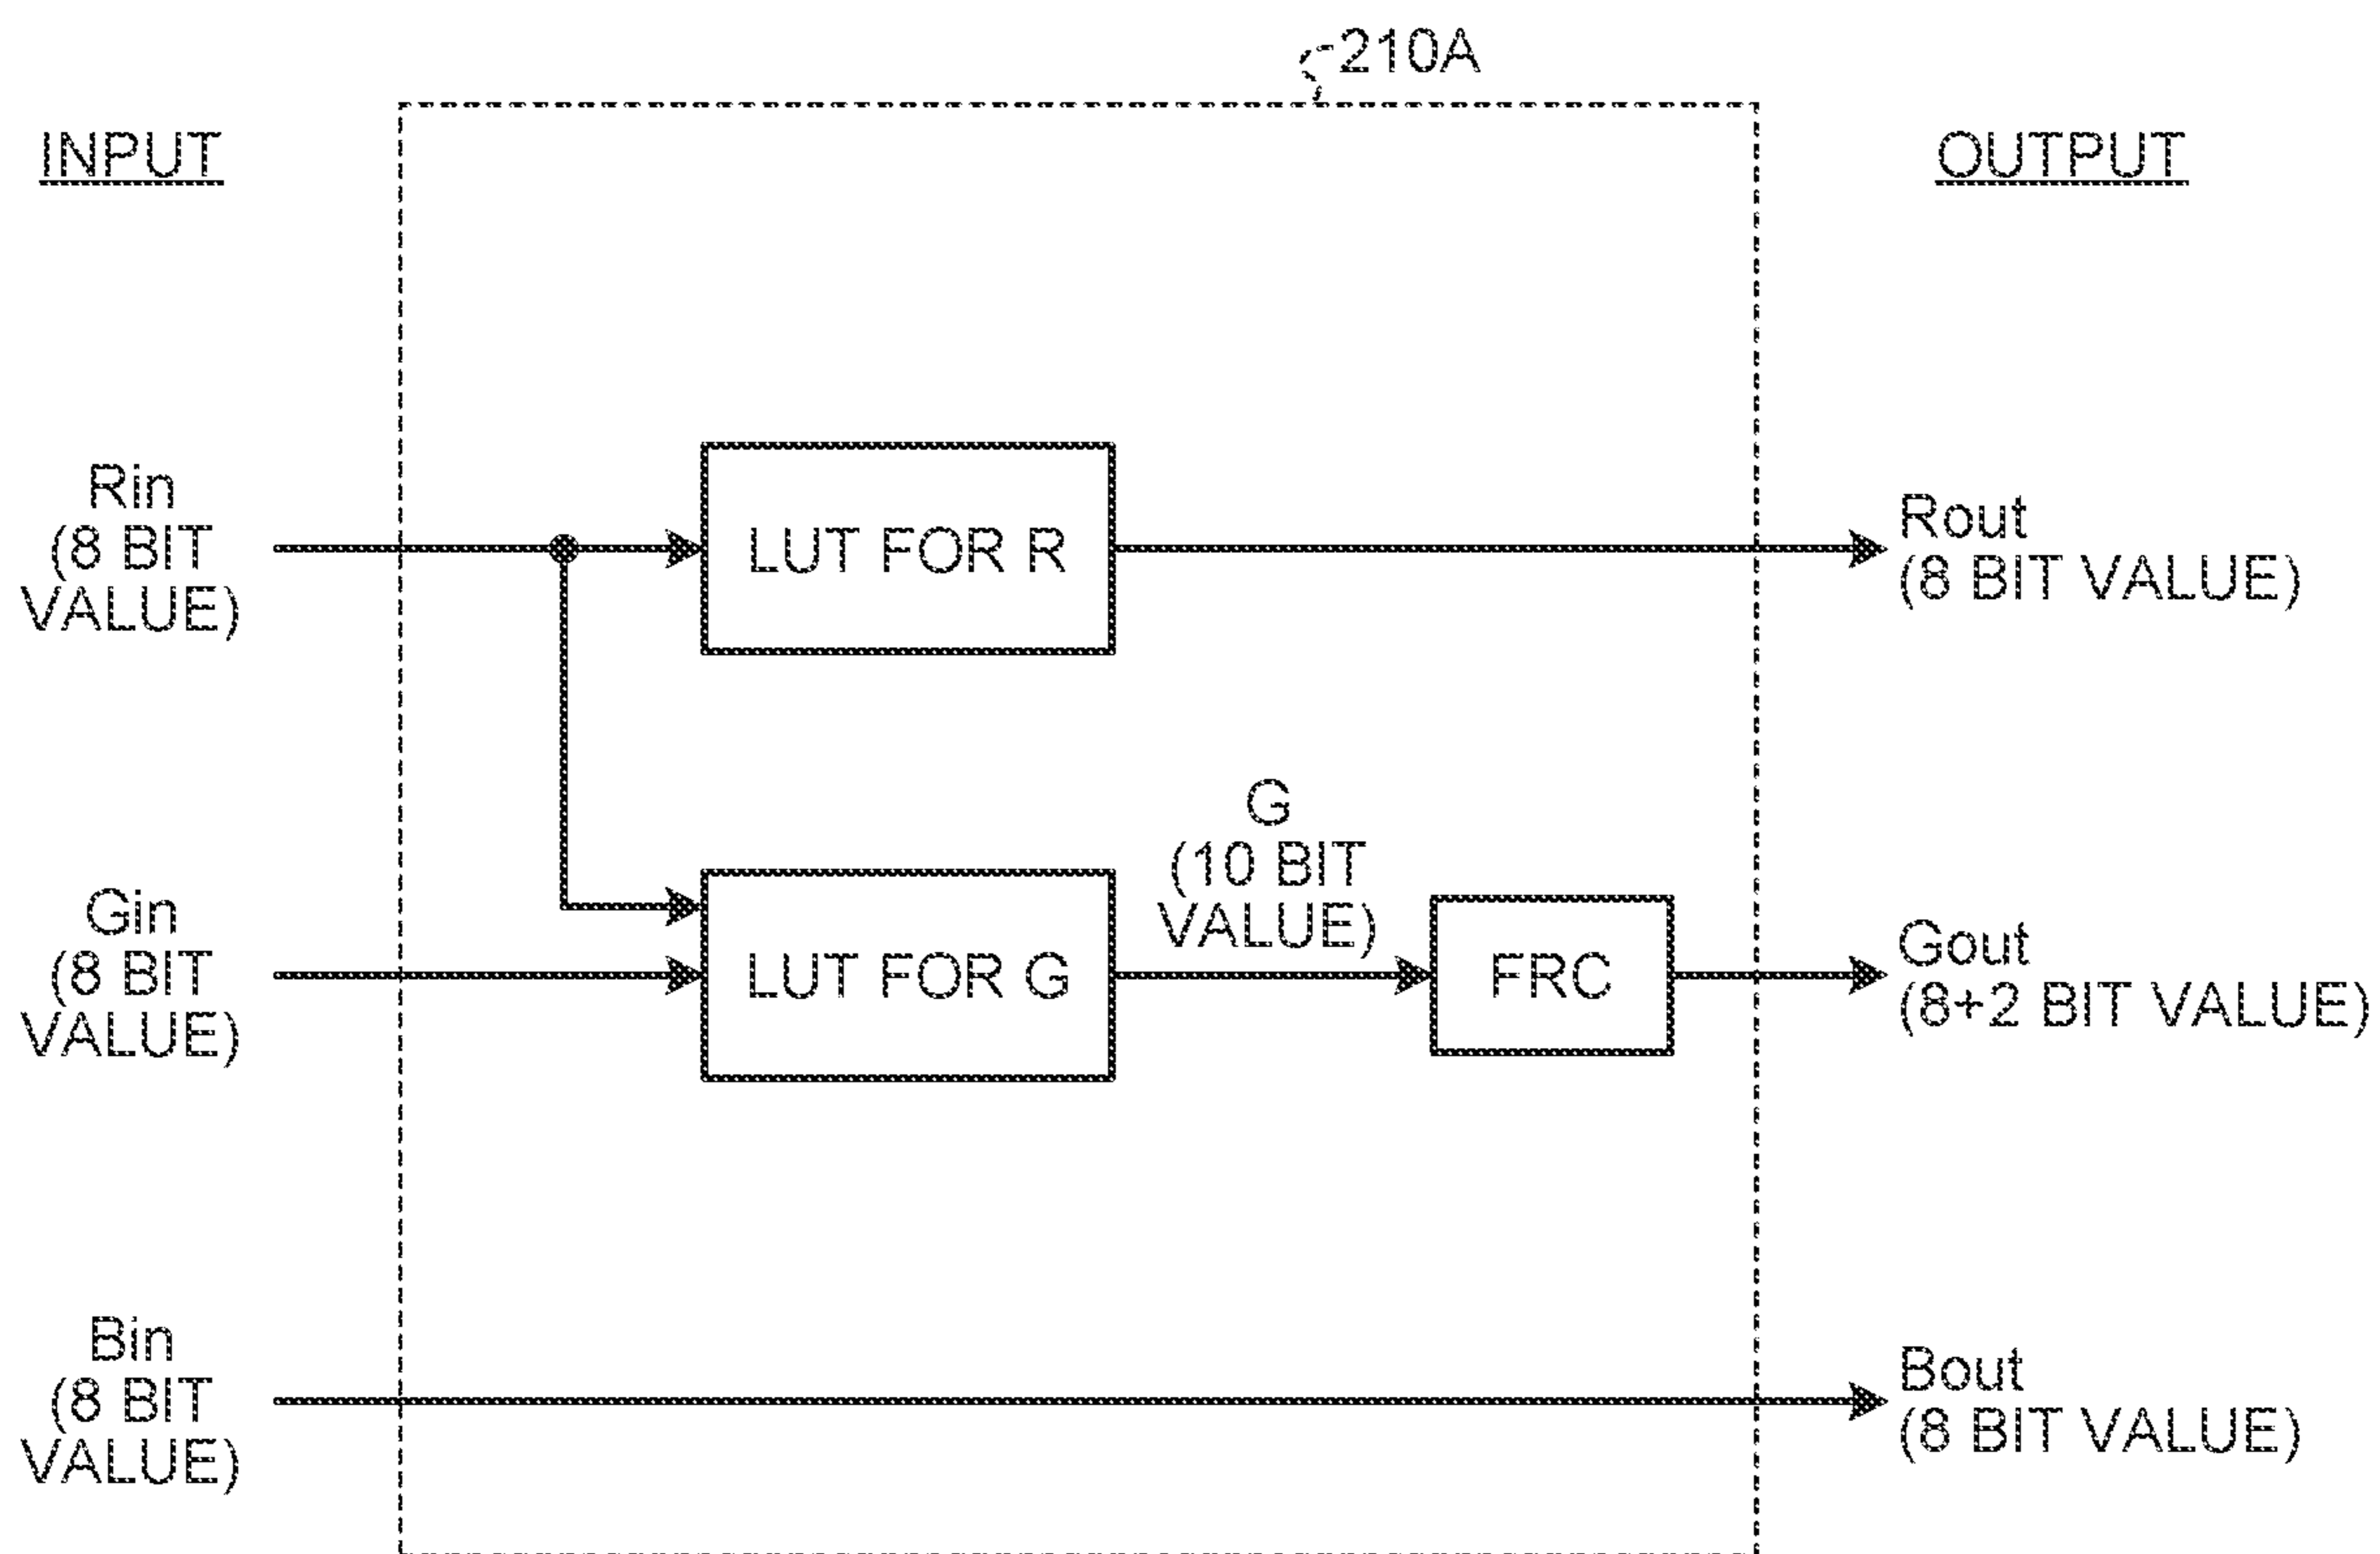 210A
INPUT
OUTPUT
Rin
(8 BIT
VALUE)
LUT FOR R
Rout
(8 BIT VALUE)
Gin
(8 BIT
VALUE)
LUT FOR G
G
(10 BIT
VALUE)
FRC
Gout
(8+2 BIT VALUE)
Bin
(8 BIT
VALUE)
Bout
(8 BIT VALUE)